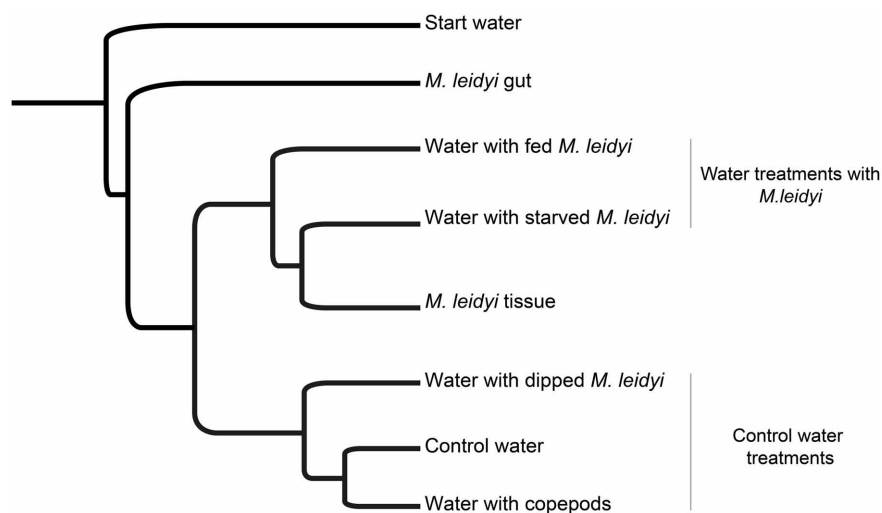 Start water
M. leidyi gut
Water with fed M. leidyi
Water treatments with
M.leidyi
Water with starved M. leidyi
M. leidyi tissue
Water with dipped M. leidyi
Control water
Control water
treatments
Water with copepods